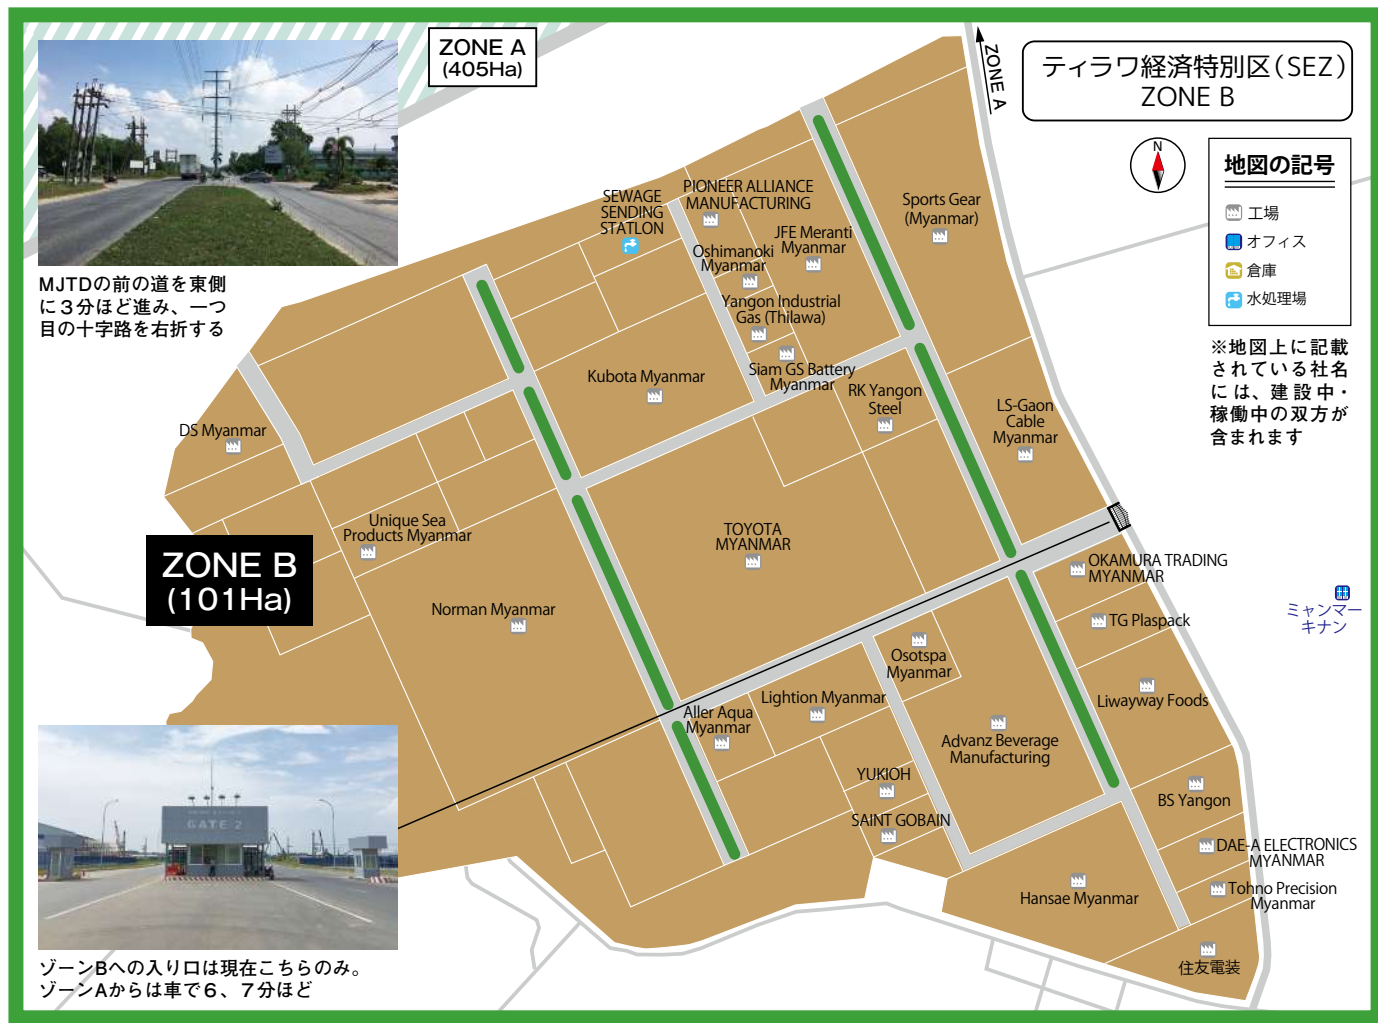 ZONE A
(405Ha)
ZONE A
ティラワ経済特別区(SEZ)
ZONE B
N
地図の記号
工場
オフィス
倉庫
水処理場
※地図上に記載
されている社名
には、建設中・
稼働中の双方が
含まれます
MJTDの前の道を東側
に3分ほど進み、一つ
目の十字路を右折する
SEWAGE
SENDING
STATLON
PIONEER ALLIANCE
MANUFACTURING
Oshimanoki
Myanmar
JFE Meranti
Myanmar
Sports Gear
(Myanmar)
Yangon Industrial
Gas (Thilawa)
Siam GS Battery
Myanmar
Kubota Myanmar
RK Yangon
Steel
LS-Gaon
Cable
Myanmar
DS Myanmar
Unique Sea
Products Myanmar
TOYOTA
MYANMAR
ZONE B
(101Ha)
Norman Myanmar
OKAMURA TRADING
MYANMAR
TG Plaspack
ミャンマー
キナン
Osotspa
Myanmar
Liwayway Foods
Lightion Myanmar
Aller Aqua
Myanmar
Advanz Beverage
Manufacturing
YUKIOH
SAINT GOBAIN
BS Yangon
DAE-A ELECTRONICS
MYANMAR
Hansae Myanmar
Tohno Precision
Myanmar
住友電装
GATE 2
ゾーンBへの入り口は現在こちらのみ。
ゾーンAからは車で6、7分ほど